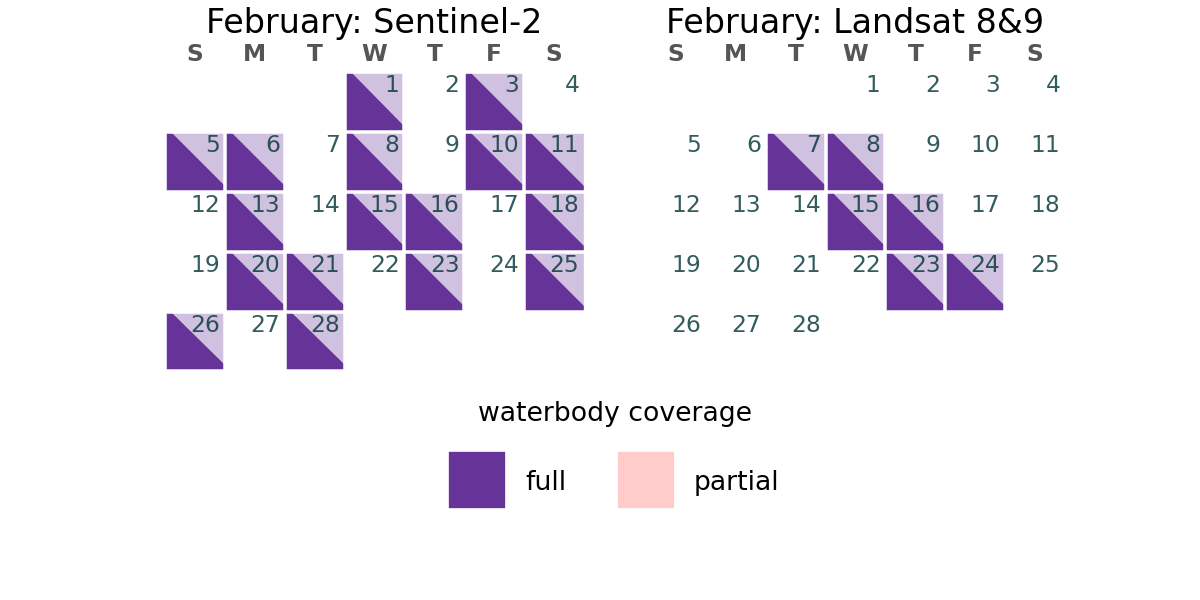 February: Sentinel-2
S M T W T F S
1 2 3 4
5 6 7 8 9 10 11
12 13 14 15 16 17 18
19 20 21 22 23 24 25
26 27 28
February: Landsat 8&9
S M T W T F S
1 2 3 4
5 6 7 8 9 10 11
12 13 14 15 16 17 18
19 20 21 22 23 24 25
26 27 28
waterbody coverage
full partial